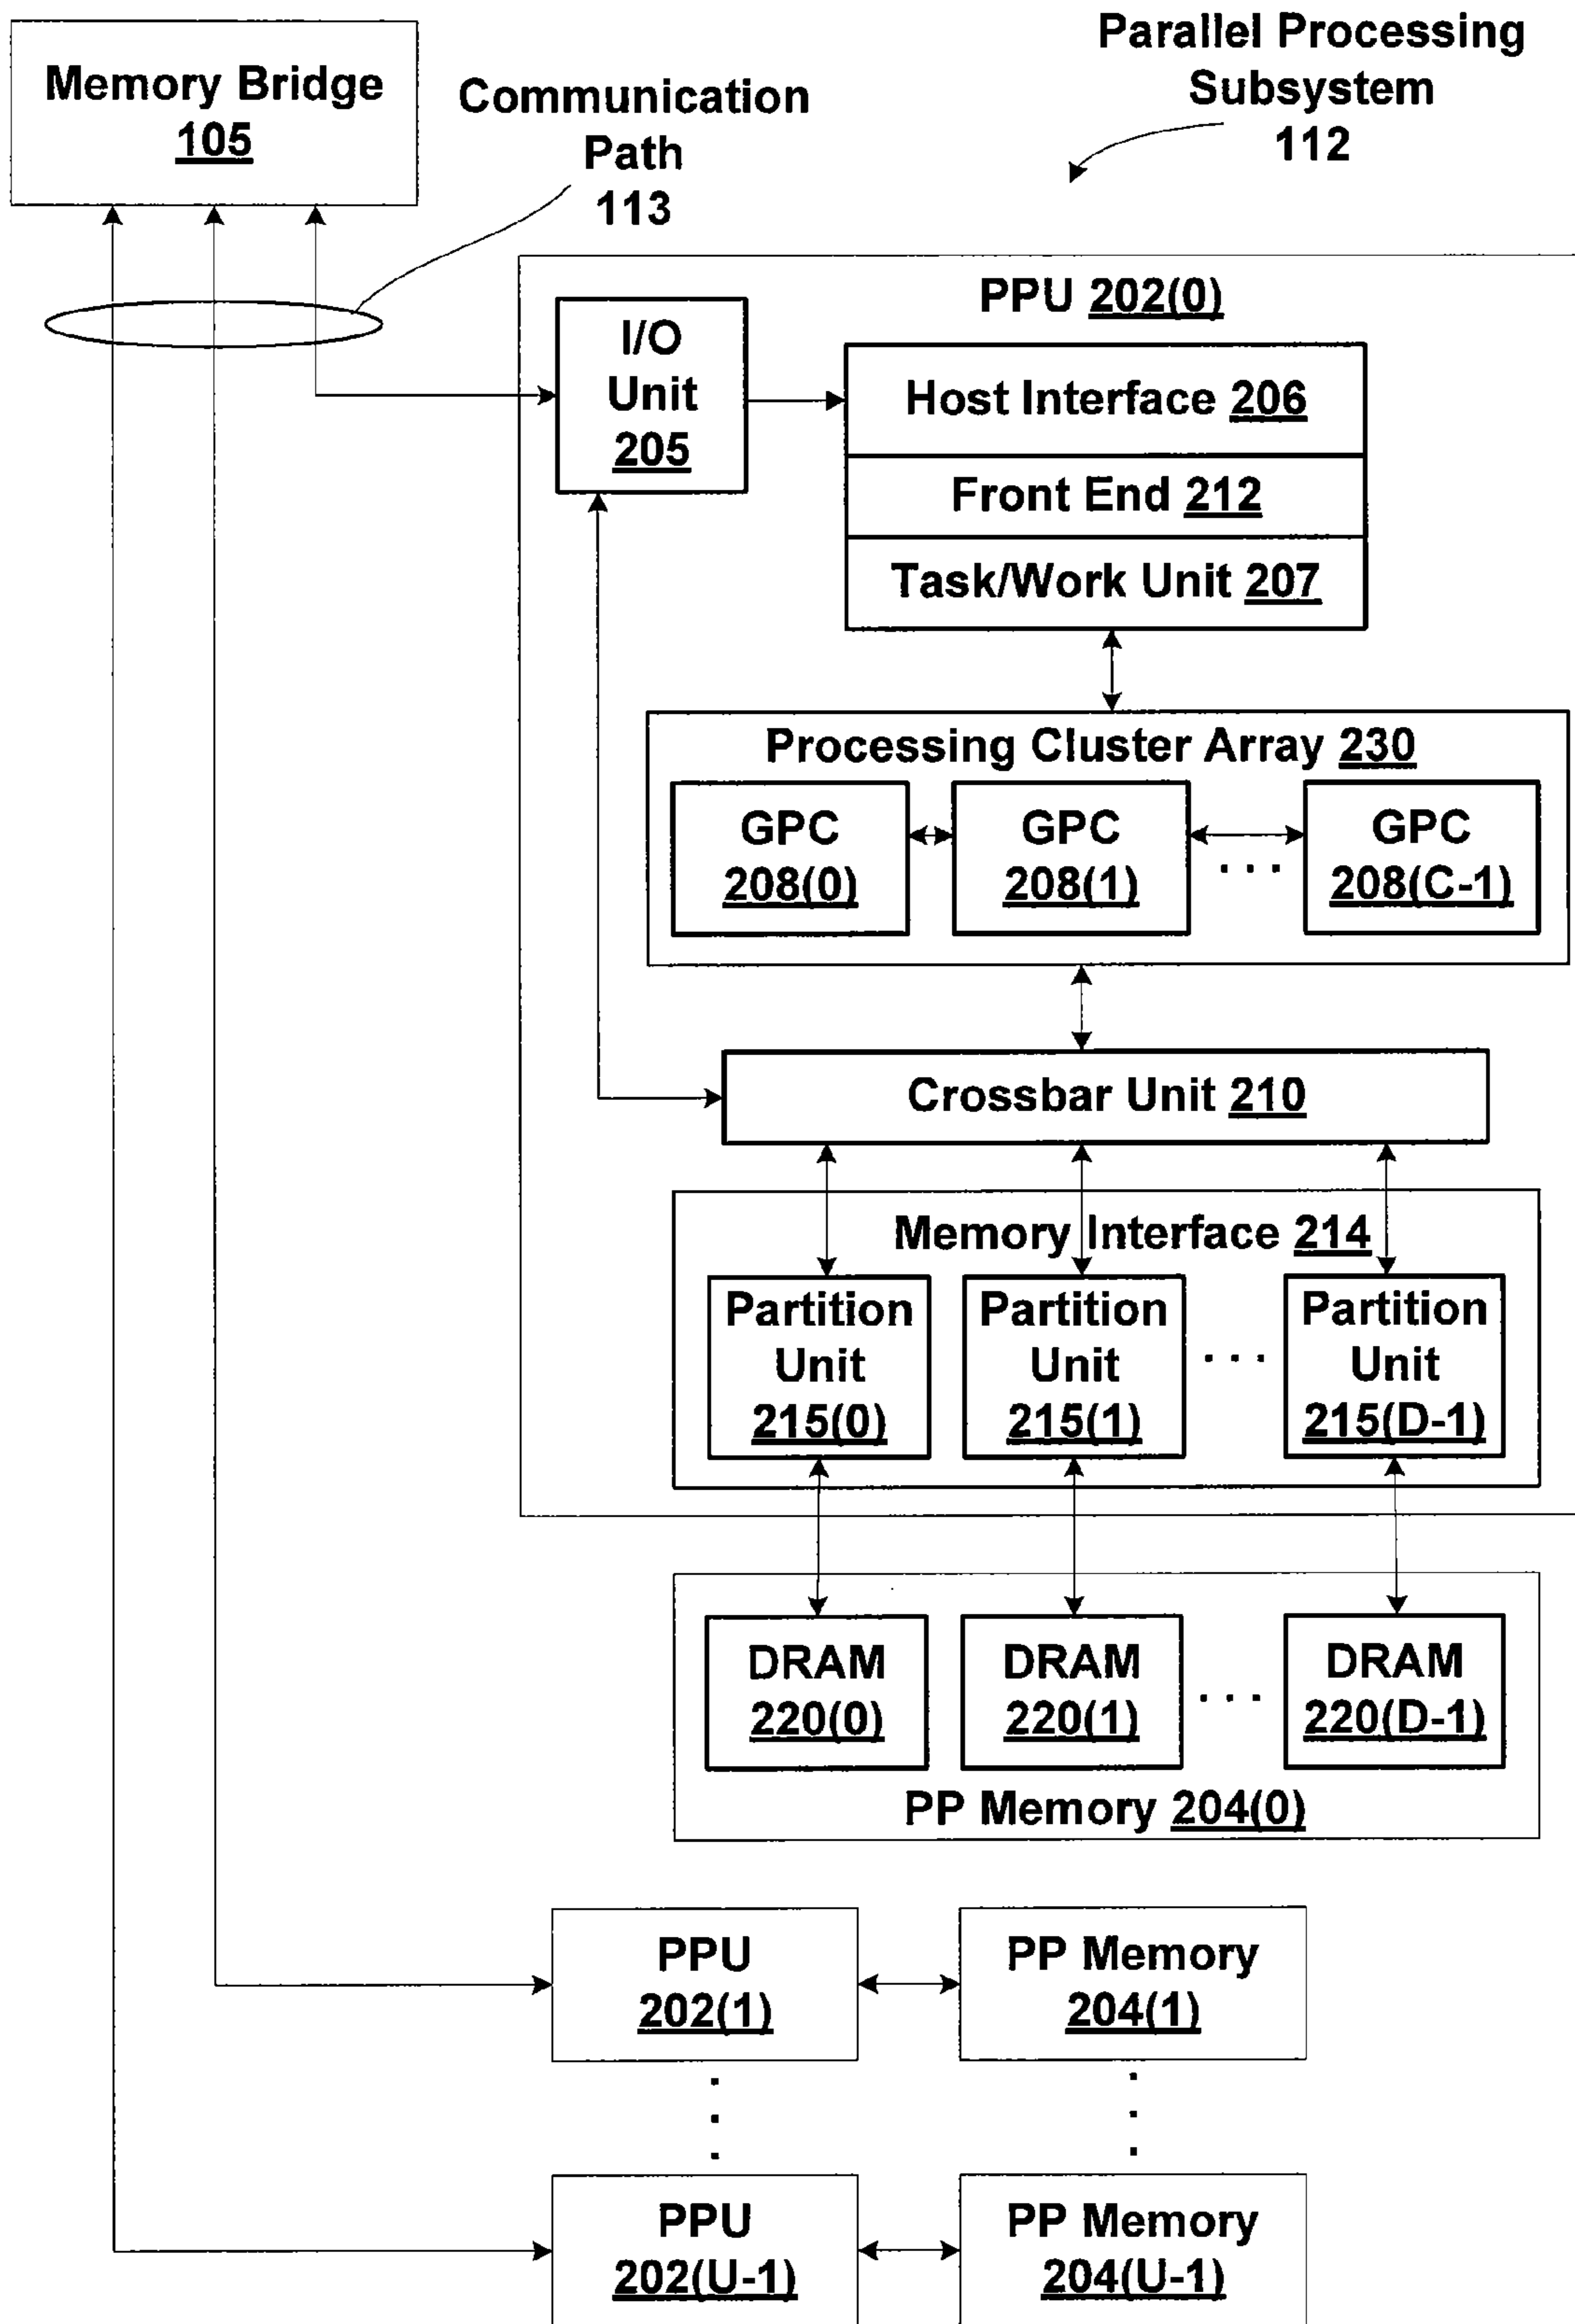 Memory Bridge
105
Communication
Path
113
Parallel Processing
Subsystem
112
PPU 202(0)
I/O
Unit
205
Host Interface 206
Front End 212
Task/Work Unit 207
Processing Cluster Array 230
GPC
208(0)
GPC
208(1)
. . .
GPC
208(C-1)
Crossbar Unit 210
Memory Interface 214
Partition
Unit
215(0)
Partition
Unit
215(1)
. . .
Partition
Unit
215(D-1)
DRAM
220(0)
DRAM
220(1)
. . .
DRAM
220(D-1)
PP Memory 204(0)
PPU
202(1)
PP Memory
204(1)
.
.
.
.
.
.
PPU
202(U-1)
PP Memory
204(U-1)